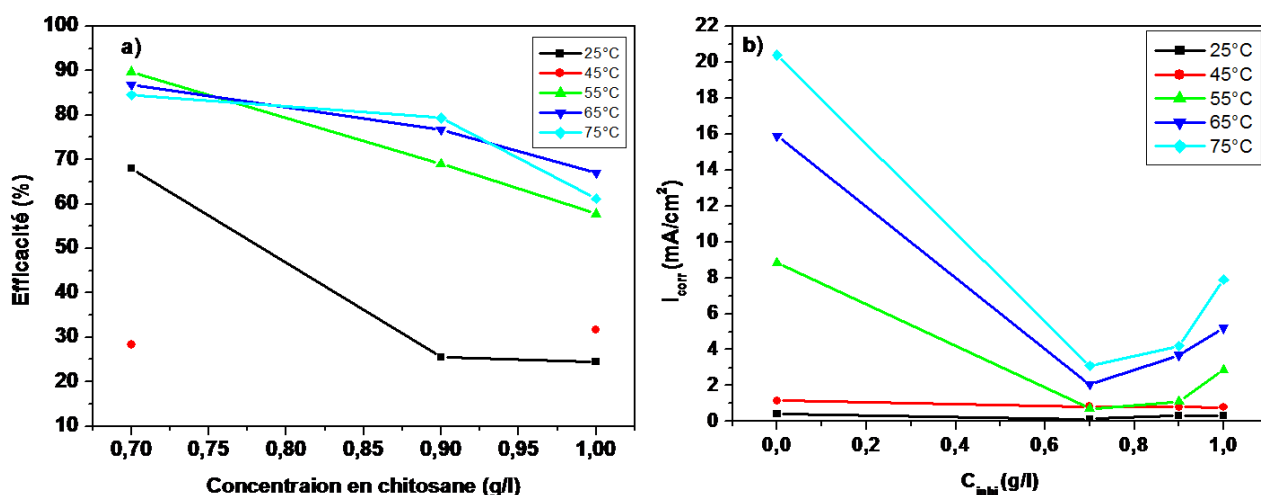 a)
100
90
80
70
60
50
40
30
20
10
Efficacité (%)
25°C
45°C
55°C
65°C
75°C
0,70
0,75
0,80
0,85
0,90
0,95
1,00
Concentraion en chitosane (g/l)
b)
22
20
18
16
14
12
10
8
6
4
2
0
I_corr (mA/cm²)
25°C
45°C
55°C
65°C
75°C
0,0
0,2
0,4
0,6
0,8
1,0
C_inhi (g/l)